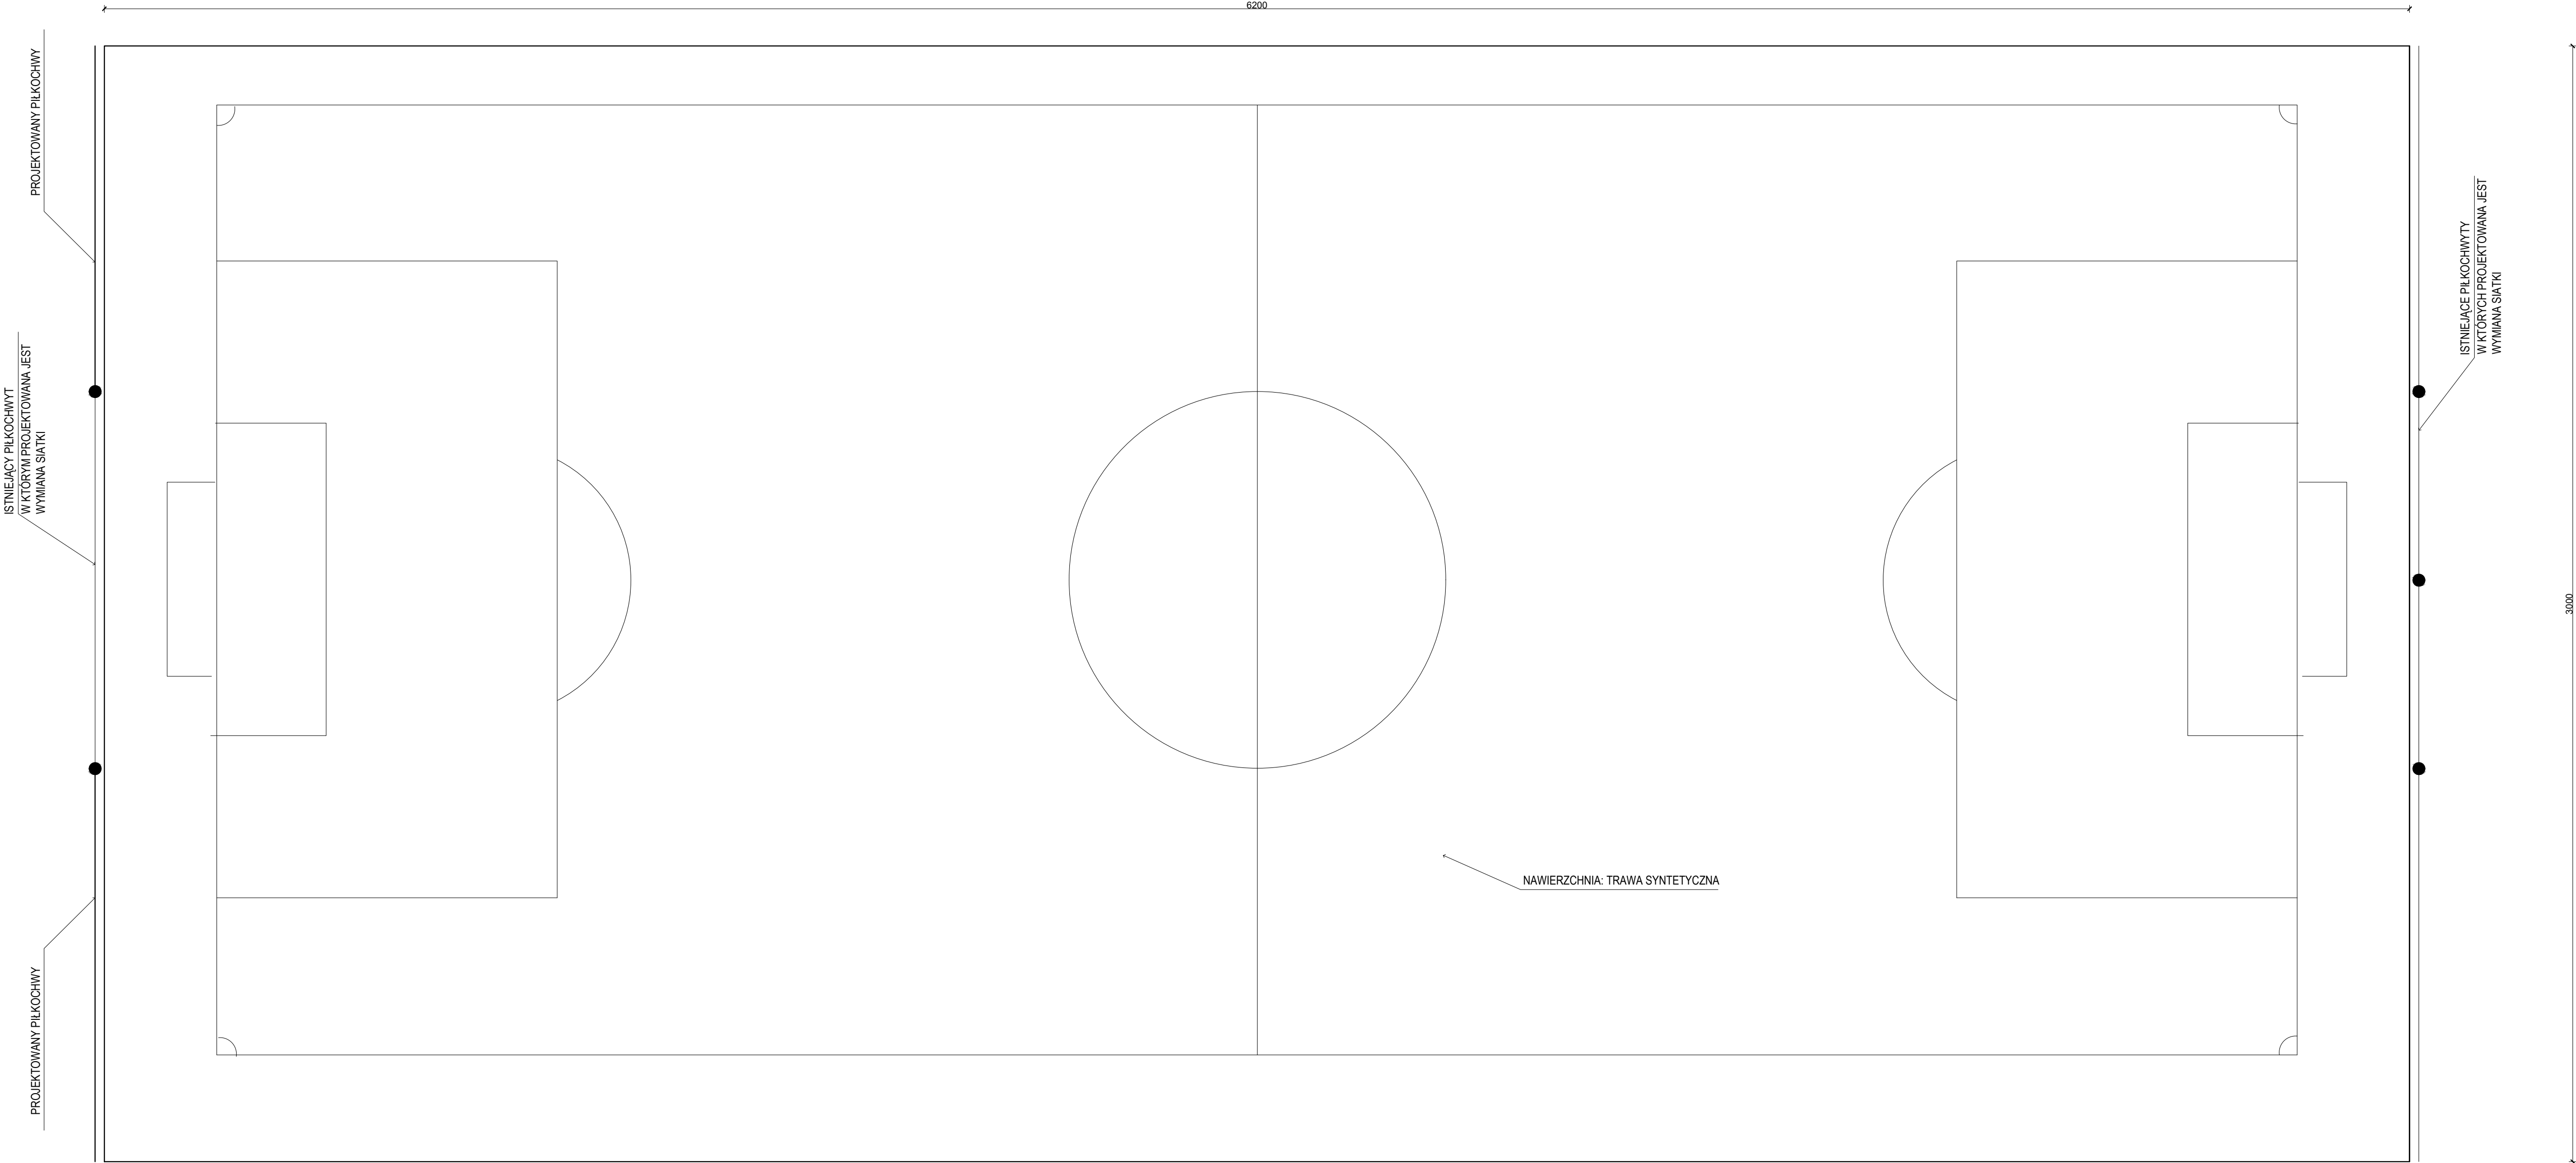 6200
PROJEKTOWANY PIŁKOCHWY
ISTNIEJĄCY PIŁKOCHWYT
W KTÓRYM PROJEKTOWANA JEST
WYMIANA SIATKI
PROJEKTOWANY PIŁKOCHWY
NAWIERZCHNIA: TRAWA SYNTETYCZNA
ISTNIEJĄCE PIŁKOCHWYTY
W KTÓRYCH PROJEKTOWANA JEST
WYMIANA SIATKI
3000